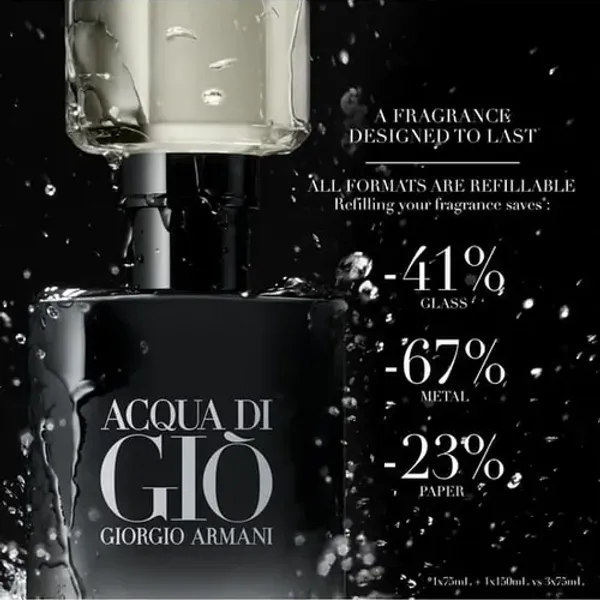 A FRAGRANCE
DESIGNED TO LAST
ALL FORMATS ARE REFILLABLE
Refilling your fragrance saves*:
-41%
GLASS
-67%
METAL
-23%
PAPER
ACQUA DI
GIÒ
GIORGIO ARMANI
*1x75mL + 1x150mL vs 3x75mL